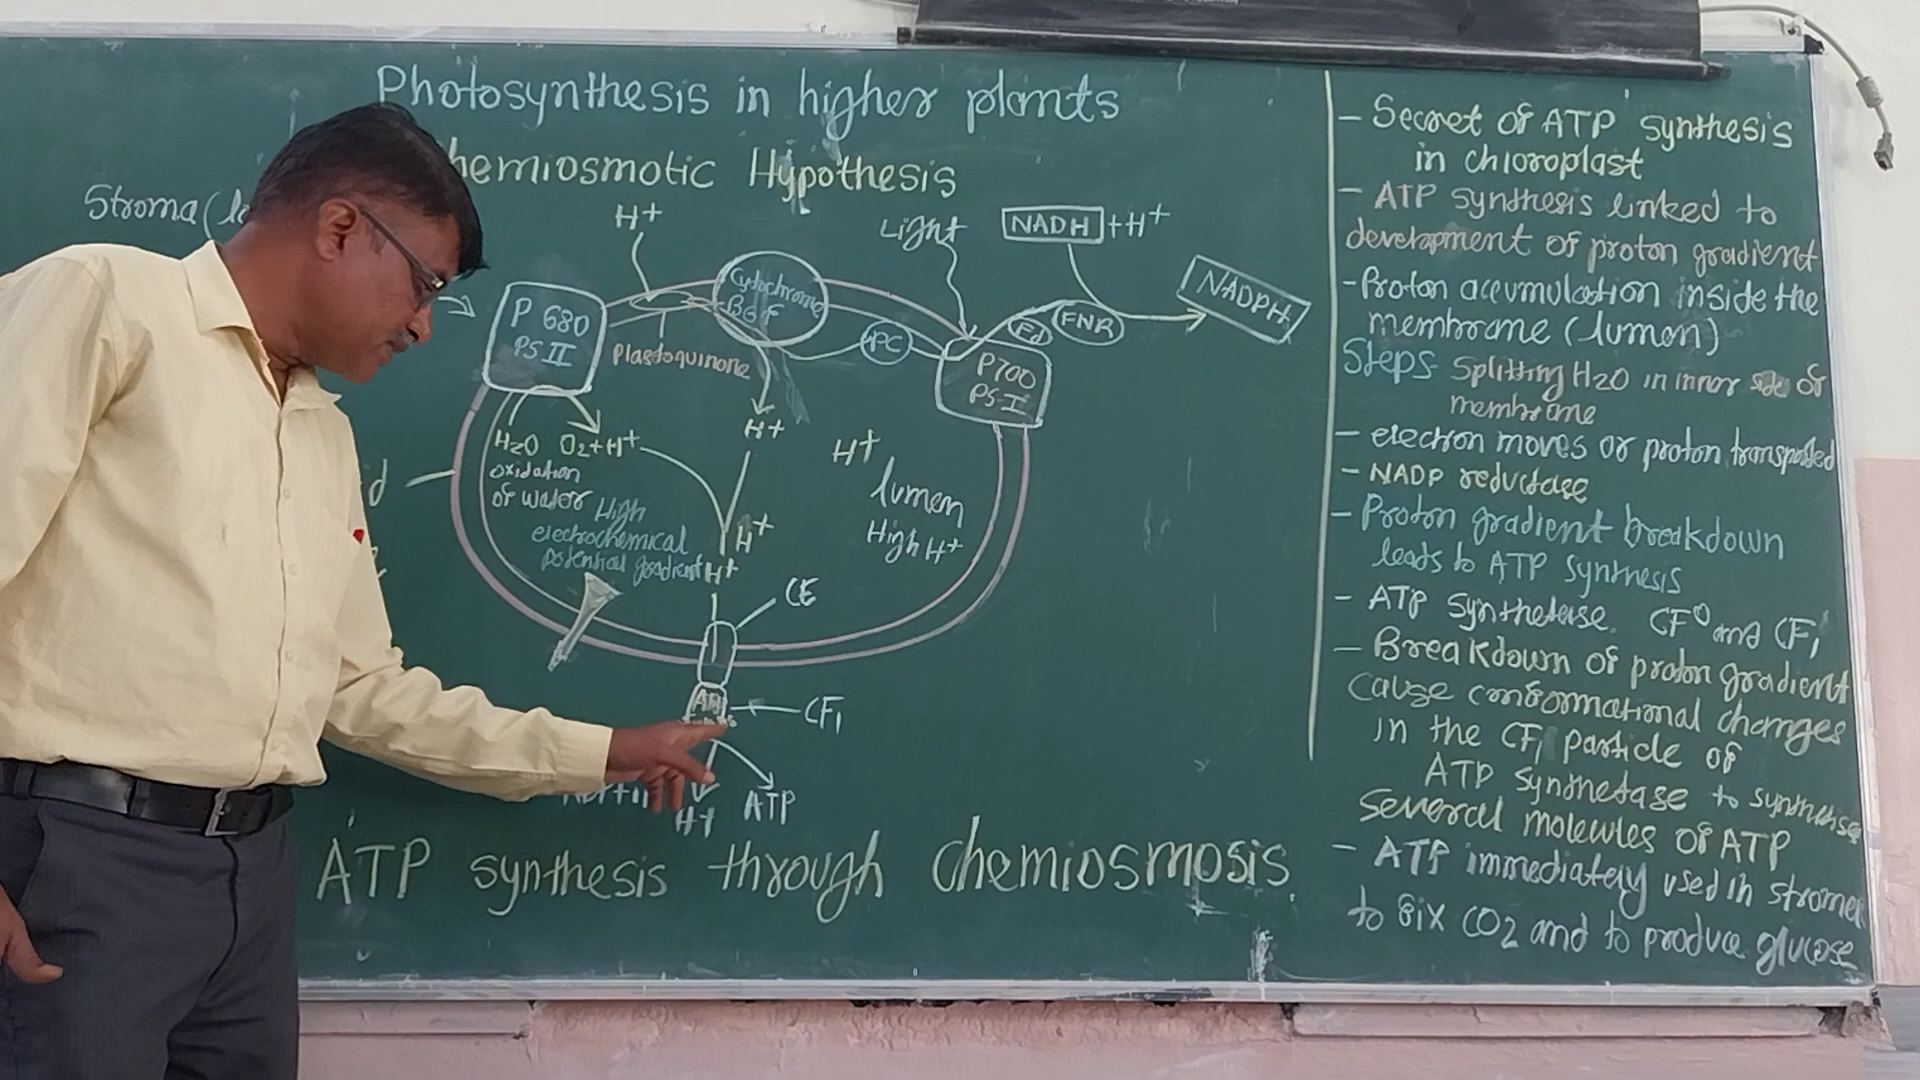 Photosynthesis in higher plants
hemiosmotic Hypothesis
Stroma
H+
Light
NADH +H+
NADPH
P 680
PS II
Plastoquinone
Cytochrome
B6f
PC
Fd
FNR
P700
PS I
H2O O2+H+
oxidation
of water
High
electrochemical
potential gradient
H+
H+
H+
H+
lumen
High H+
d
CE
CF1
H+
ATP
ATP synthesis through chemiosmosis
- Secret of ATP synthesis
in chloroplast
- ATP synthesis linked to
development of proton gradient
- Proton accumulation inside the
membrane (lumen)
Steps Splitting H2O in inner side of
membrane
- electron moves or proton transported
- NADP reductase
- Proton gradient breakdown
leads to ATP synthesis
- ATP Synthetase. CF0 and CF1
- Breakdown of proton gradient
cause conformational changes
in the CF1 particle of
ATP synthetase to synthesise
several molecules of ATP
- ATP immediately used in stroma
to six CO2 and to produce glucose